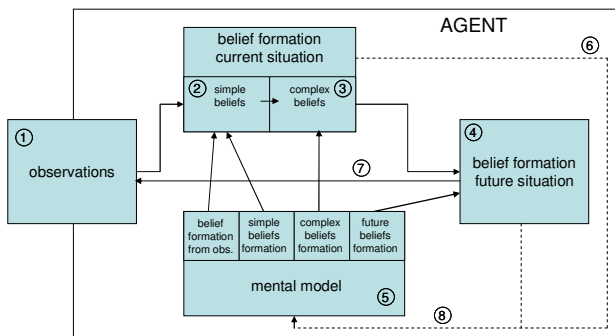 AGENT
⑥
belief formation
current situation
② simple
beliefs
complex ③
beliefs
① 
observations
④
belief formation
future situation
⑦
belief
formation
from obs.
simple
beliefs
formation
complex
beliefs
formation
future
beliefs
formation
mental model
⑤
⑧